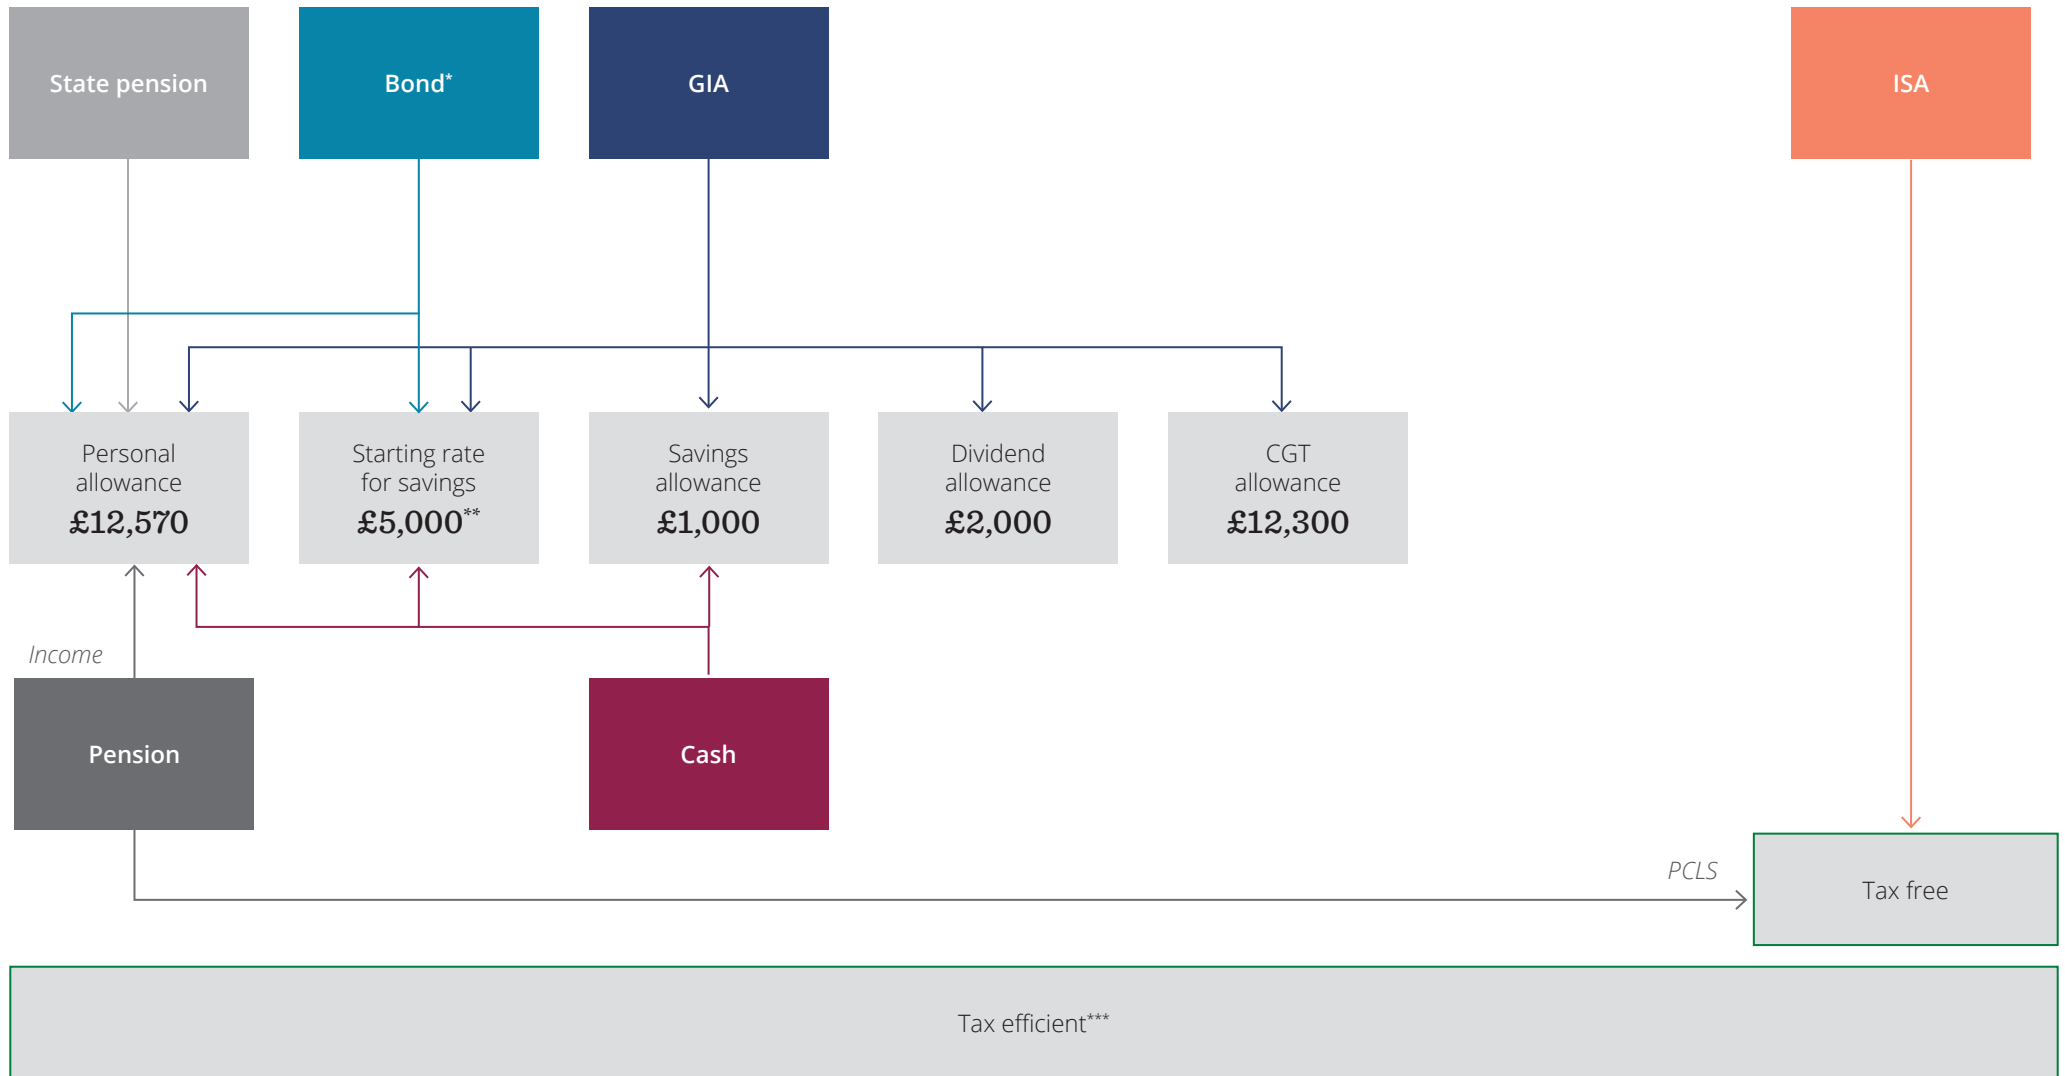 State pension
Bond*
GIA
ISA
Personal
allowance
£12,570
Starting rate
for savings
£5,000**
Savings
allowance
£1,000
Dividend
allowance
£2,000
CGT
allowance
£12,300
Income
Pension
Cash
PCLS
Tax free
Tax efficient***